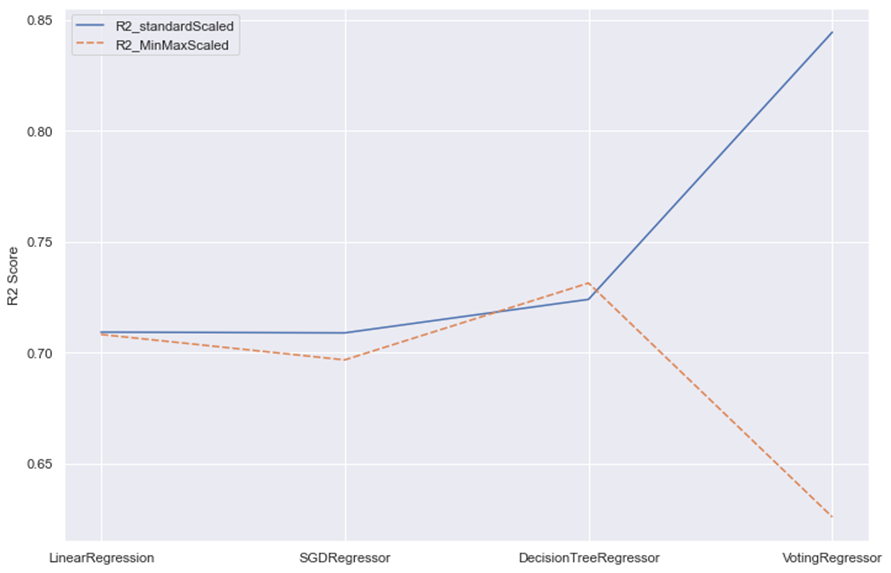 R2_standardScaled
R2_MinMaxScaled
0.85
0.80
0.75
0.70
0.65
R2 Score
LinearRegression SGDRegressor DecisionTreeRegressor VotingRegressor